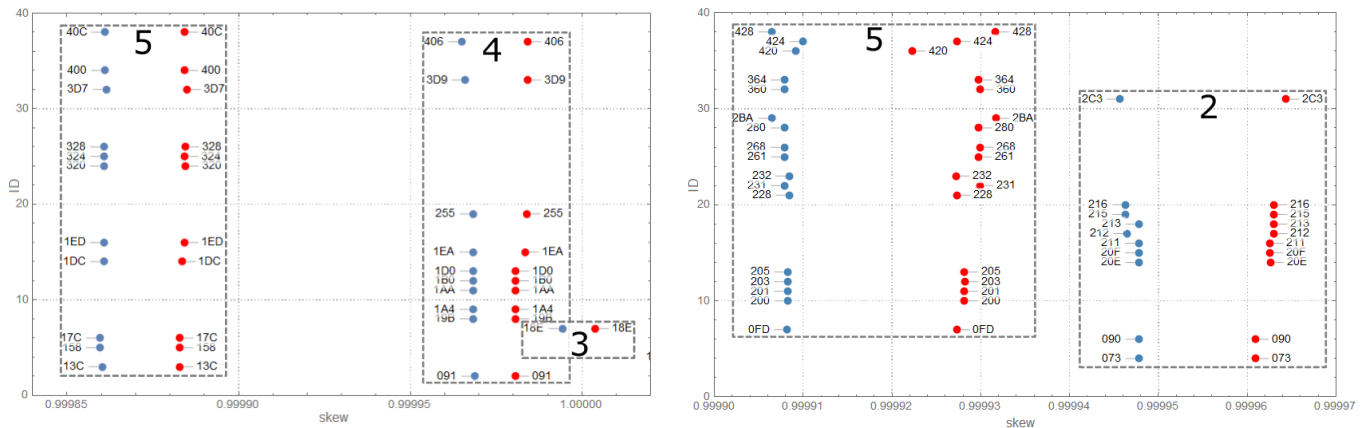 40
30
20
10
0
ID
0.99985
0.99990
0.99995
1.00000
skew
5
40C 40C
400 400
3D7 3D7
328 328
324 324
320 320
1ED 1ED
1DC 1DC
17C 17C
158 158
13C 13C
4
406 406
3D9 3D9
255 255
1EA 1EA
1D0 1D0
1B0 1B0
1AA 1AA
1A4 1A4
19B 19B
18E 18E
3
091 091
40
30
20
10
0
ID
0.99990
0.99991
0.99992
0.99993
0.99994
0.99995
0.99996
0.99997
skew
5
428 428
424 424
420 420
364 364
360 360
2BA 2BA
280 280
268 268
261 261
232 232
231 231
228 228
205 205
203 203
201 201
200 200
0FD 0FD
2
2C3 2C3
216 216
215 215
213 213
212 212
211 211
20F 20F
20E 20E
090 090
073 073